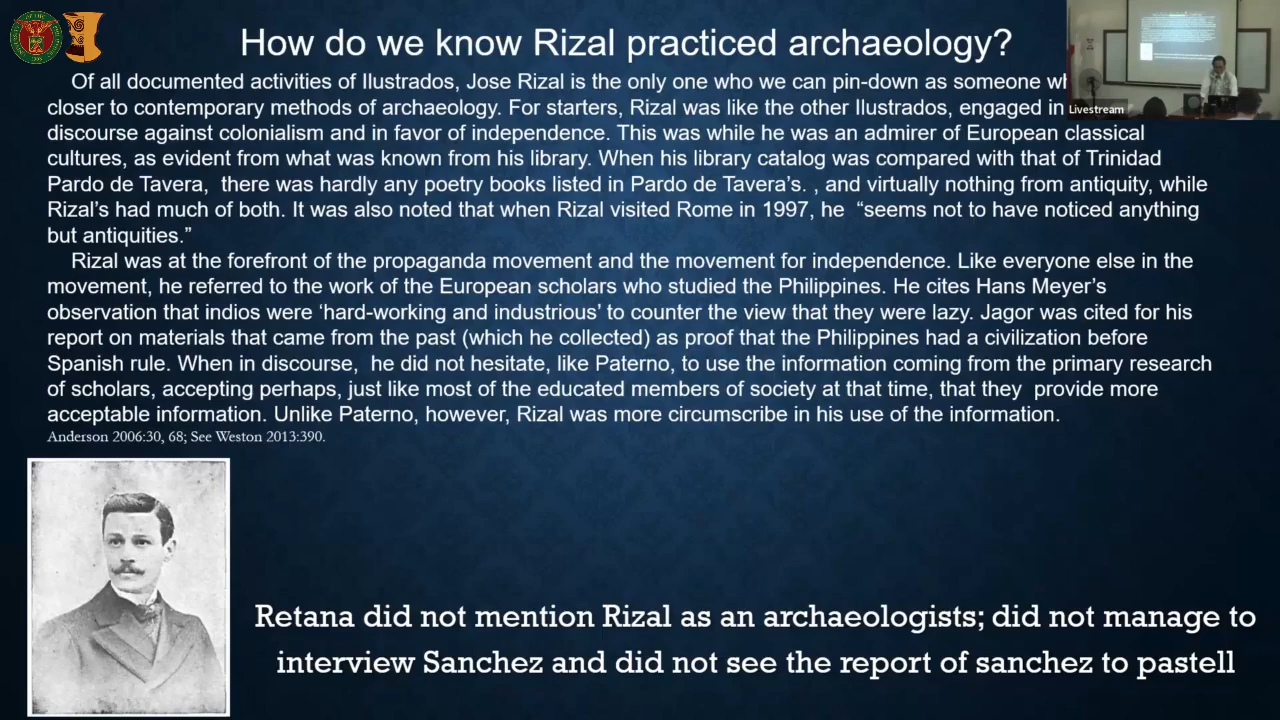 How do we know Rizal practiced archaeology?
Of all documented activities of Ilustrados, Jose Rizal is the only one who we can pin-down as someone
closer to contemporary methods of archaeology. For starters, Rizal was like the other Ilustrados, engaged in
Livestream
discourse against colonialism and in favor of independence. This was while he was an admirer of European classical
cultures, as evident from what was known from his library. When his library catalog was compared with that of Trinidad
Pardo de Tavera, there was hardly any poetry books listed in Pardo de Tavera's. , and virtually nothing from antiquity, while
Rizal's had much of both. It was also noted that when Rizal visited Rome in 1997, he “seems not to have noticed anything
but antiquities.”
Rizal was at the forefront of the propaganda movement and the movement for independence. Like everyone else in the
movement, he referred to the work of the European scholars who studied the Philippines. He cites Hans Meyer's
observation that indios were ‘hard-working and industrious’ to counter the view that they were lazy. Jagor was cited for his
report on materials that came from the past (which he collected) as proof that the Philippines had a civilization before
Spanish rule. When in discourse, he did not hesitate, like Paterno, to use the information coming from the primary research
of scholars, accepting perhaps, just like most of the educated members of society at that time, that they provide more
acceptable information. Unlike Paterno, however, Rizal was more circumscribe in his use of the information.
Anderson 2006:30, 68; See Weston 2013:390.
Retana did not mention Rizal as an archaeologists; did not manage to
interview Sanchez and did not see the report of sanchez to pastell